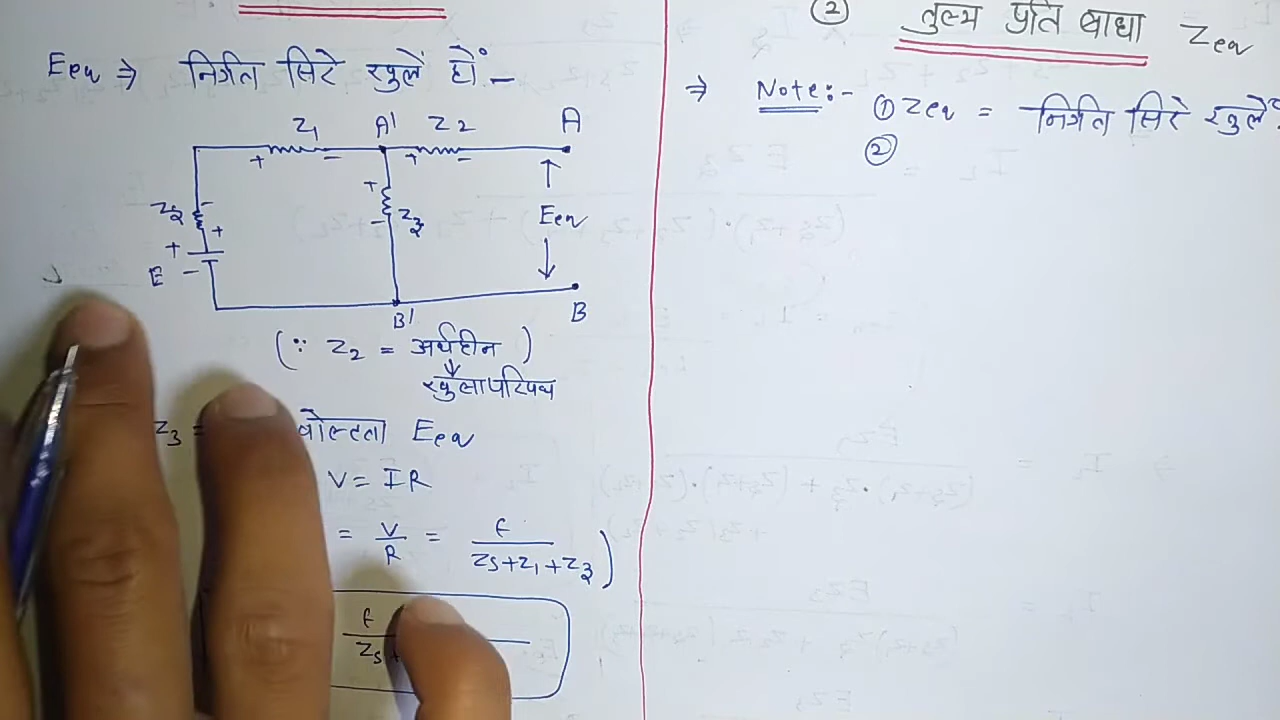 Eeq ⇒ निर्गत सिरे खुलें हों –
Z1 A' Z2 A
+ – + –
+
Zs – Z3
+ –
+
E –
Eeq
B' B
(∵ Z2 = अर्थहीन )
↓
खुला परिपथ
Z3 = वोल्टता Eeq
V = IR
= V/R = E/(Zs+Z1+Z3) )
E/Zs+
② तुल्य प्रति बाधा Zeq
⇒ Note:- ① Zeq = निर्गत सिरे खुलें
②